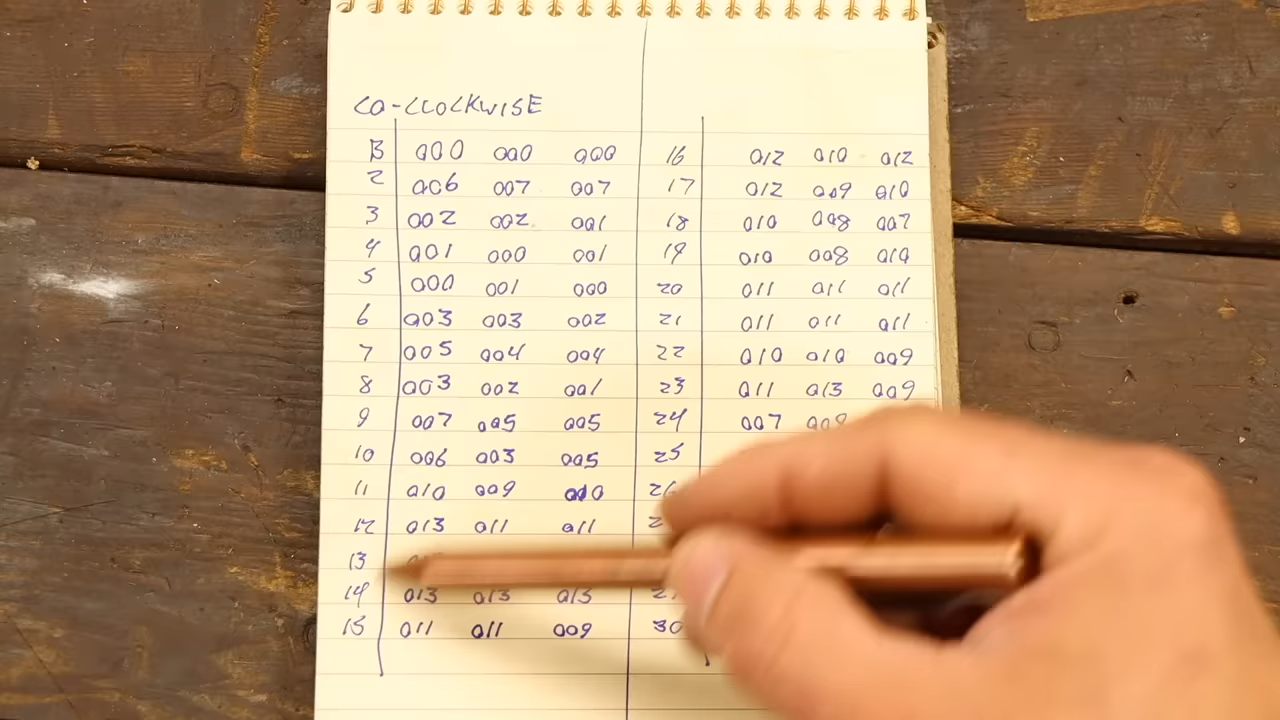 CO-CLOCKWISE
B 000 000 000
2 006 007 007
3 002 002 001
4 001 000 001
5 000 001 000
6 003 003 002
7 005 004 004
8 003 002 001
9 007 005 005
10 006 003 005
11 010 009 010
12 013 011 011
13
14 013 013 013
15 011 011 009
16 012 010 012
17 012 009 010
18 010 008 007
19 010 008 010
20 011 011 011
21 011 011 011
22 010 010 009
23 011 013 009
24 007 008
25
30